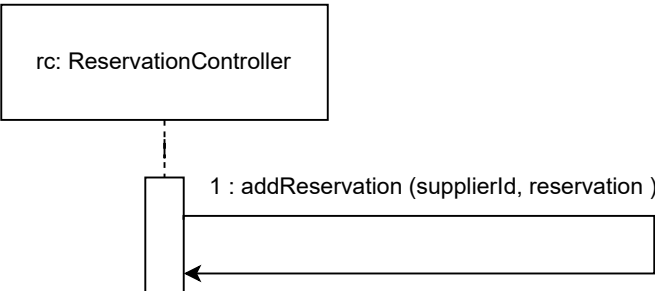 rc: ReservationController
1 : addReservation (supplierId, reservation )